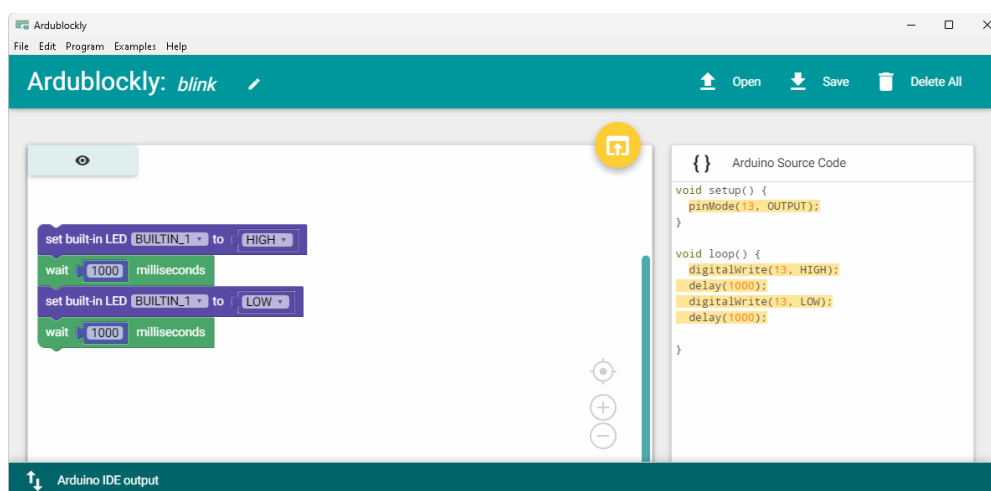 Ardublockly
File Edit Program Examples Help
Ardublockly: blink
Open Save Delete All
set built-in LED BUILTIN_1 to HIGH
wait 1000 milliseconds
set built-in LED BUILTIN_1 to LOW
wait 1000 milliseconds
{ } Arduino Source Code
void setup() {
  pinMode(13, OUTPUT);
}
void loop() {
  digitalWrite(13, HIGH);
  delay(1000);
  digitalWrite(13, LOW);
  delay(1000);
}
Arduino IDE output